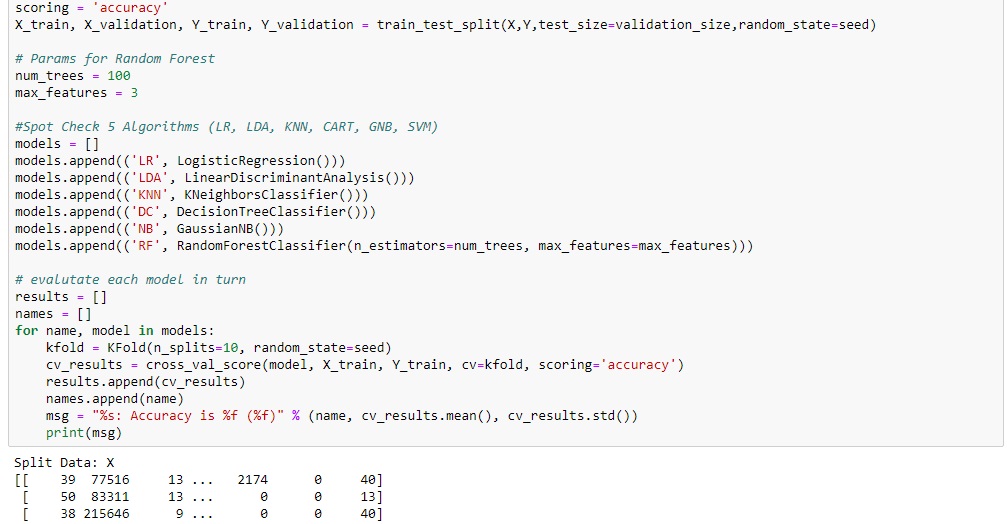 scoring = 'accuracy'
X_train, X_validation, Y_train, Y_validation = train_test_split(X,Y,test_size=validation_size,random_state=seed)
# Params for Random Forest
num_trees = 100
max_features = 3
#Spot Check 5 Algorithms (LR, LDA, KNN, CART, GNB, SVM)
models = []
models.append(('LR', LogisticRegression()))
models.append(('LDA', LinearDiscriminantAnalysis()))
models.append(('KNN', KNeighborsClassifier()))
models.append(('DC', DecisionTreeClassifier()))
models.append(('NB', GaussianNB()))
models.append(('RF', RandomForestClassifier(n_estimators=num_trees, max_features=max_features)))
# evalutate each model in turn
results = []
names = []
for name, model in models:
    kfold = KFold(n_splits=10, random_state=seed)
    cv_results = cross_val_score(model, X_train, Y_train, cv=kfold, scoring='accuracy')
    results.append(cv_results)
    names.append(name)
    msg = "%s: Accuracy is %f (%f)" % (name, cv_results.mean(), cv_results.std())
    print(msg)
Split Data: X
[[    39  77516     13 ...   2174      0     40]
 [    50  83311     13 ...      0      0     13]
 [    38 215646      9 ...      0      0     40]